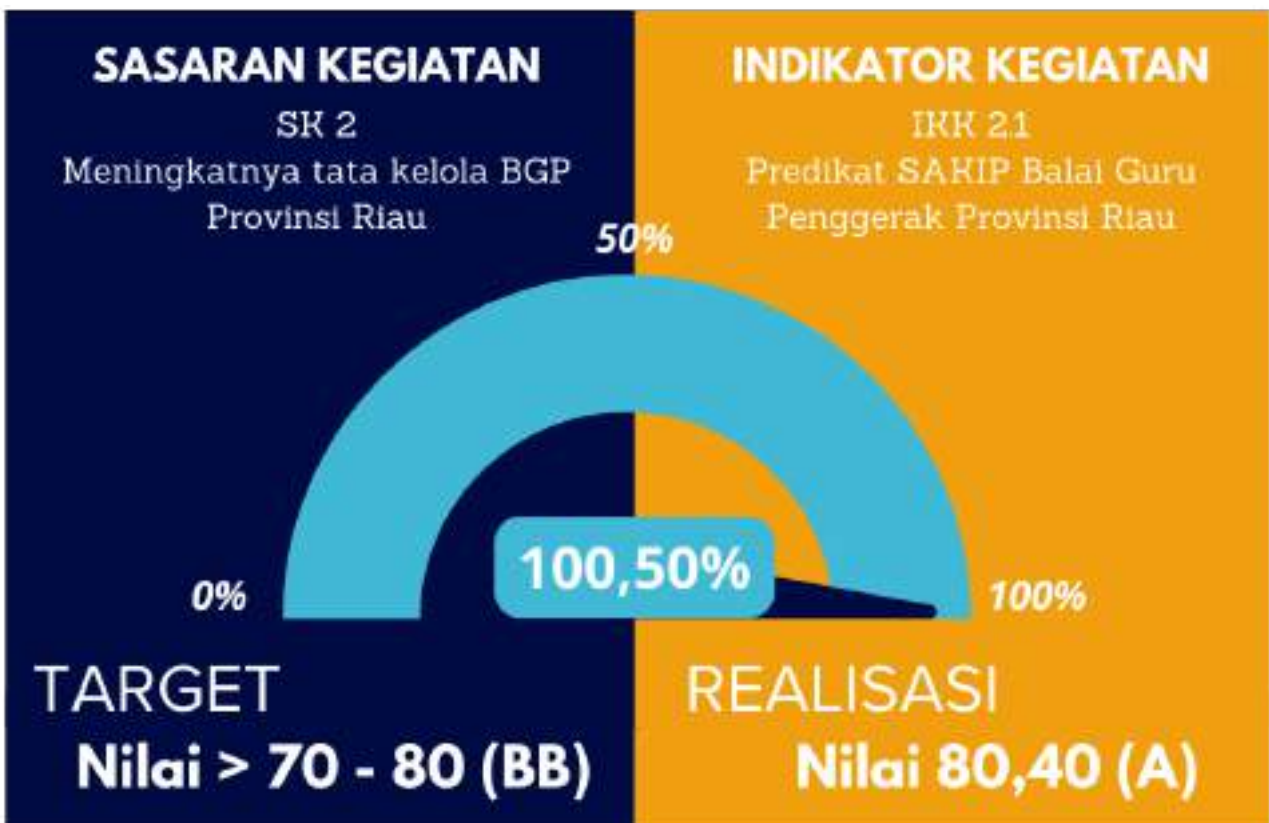 SASARAN KEGIATAN
SK 2
Meningkatnya tata kelola BGP
Provinsi Riau
INDIKATOR KEGIATAN
IKK 2.1
Predikat SAKIP Balai Guru
Penggerak Provinsi Riau
50%
0%
100,50%
100%
TARGET
Nilai > 70 - 80 (BB)
REALISASI
Nilai 80,40 (A)